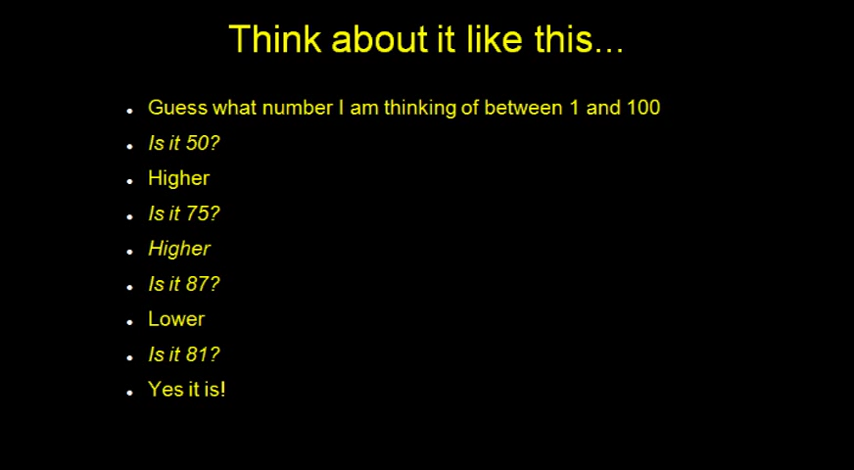 Think about it like this...
Guess what number I am thinking of between 1 and 100
Is it 50?
Higher
Is it 75?
Higher
Is it 87?
Lower
Is it 81?
Yes it is!